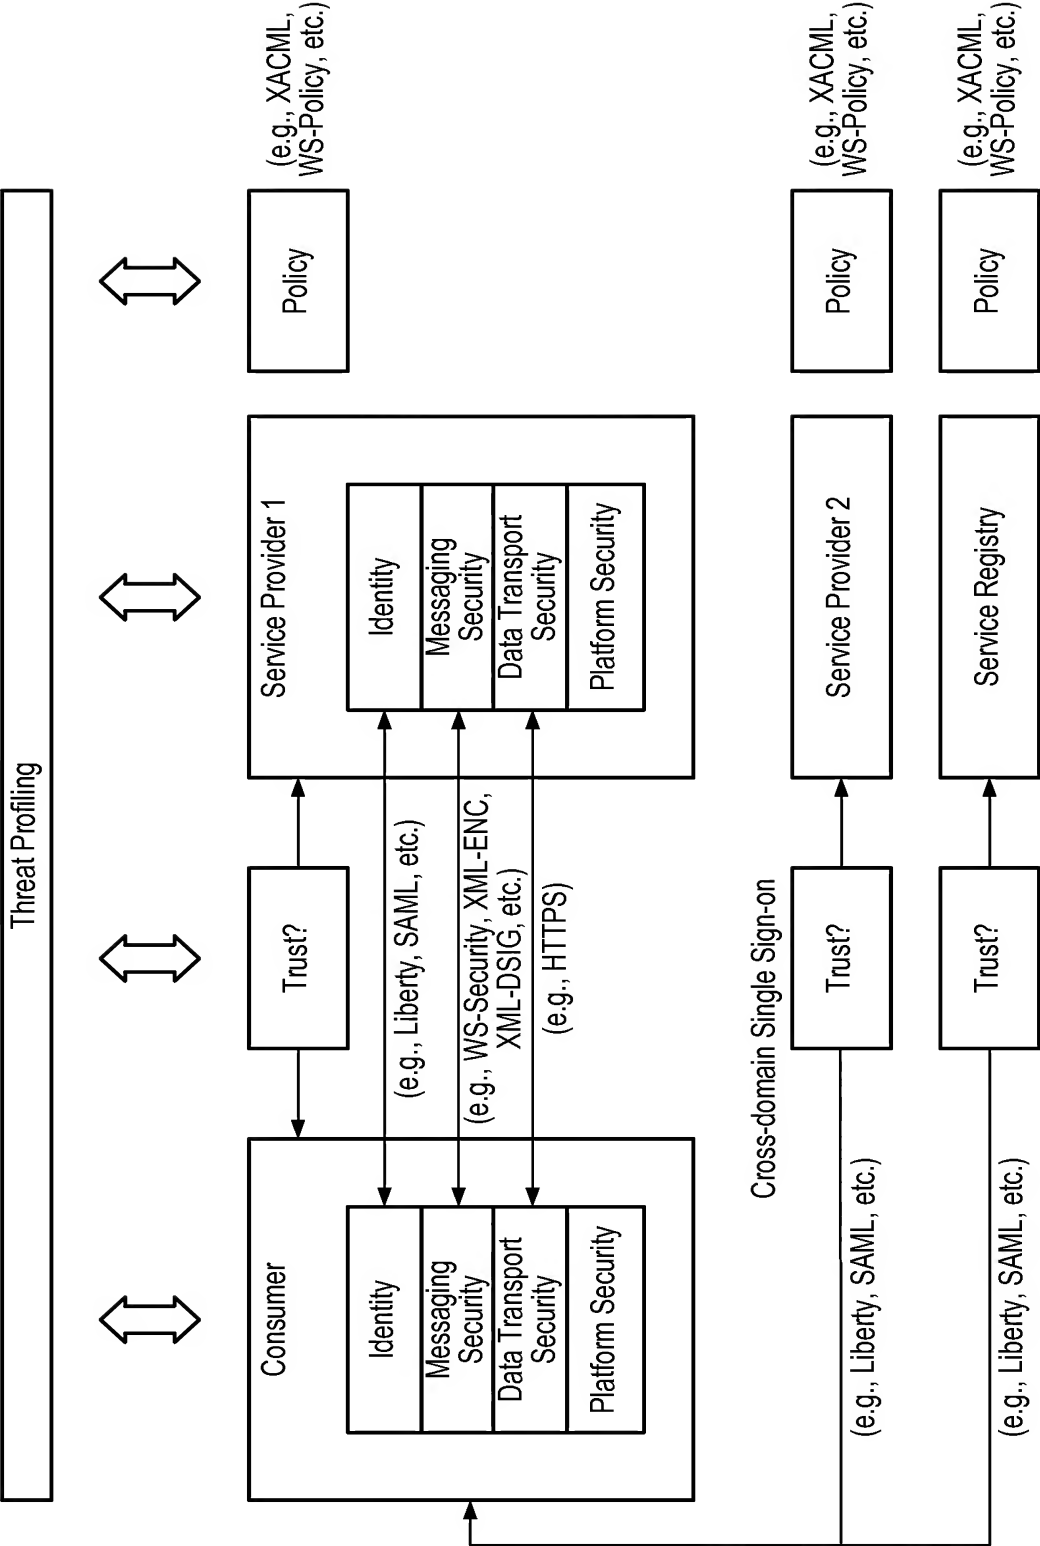 Threat Profiling
Consumer
Identity
Messaging
Security
Data Transport
Security
Platform Security
Trust?
(e.g., Liberty, SAML, etc.)
(e.g., WS-Security, XML-ENC,
XML-DSIG, etc.)
(e.g., HTTPS)
Service Provider 1
Identity
Messaging
Security
Data Transport
Security
Platform Security
Policy
(e.g., XACML,
WS-Policy, etc.)
Cross-domain Single Sign-on
(e.g., Liberty, SAML, etc.)
Trust?
Service Provider 2
Policy
(e.g., XACML,
WS-Policy, etc.)
(e.g., Liberty, SAML, etc.)
Trust?
Service Registry
Policy
(e.g., XACML,
WS-Policy, etc.)